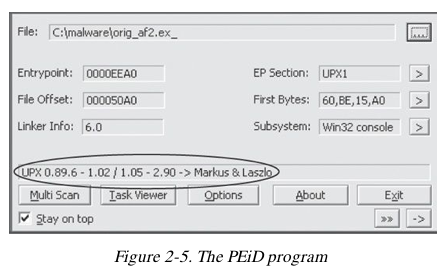 File: C:\malware\orig_af2.ex_ ...
Entrypoint: 0000EEA0 EP Section: UPX1 >
File Offset: 000050A0 First Bytes: 60,BE,15,A0 >
Linker Info: 6.0 Subsystem: Win32 console >
UPX 0.89.6 - 1.02 / 1.05 - 2.90 -> Markus & Laszlo
Multi Scan Task Viewer Options About Exit
Stay on top »» ->
Figure 2-5. The PEiD program